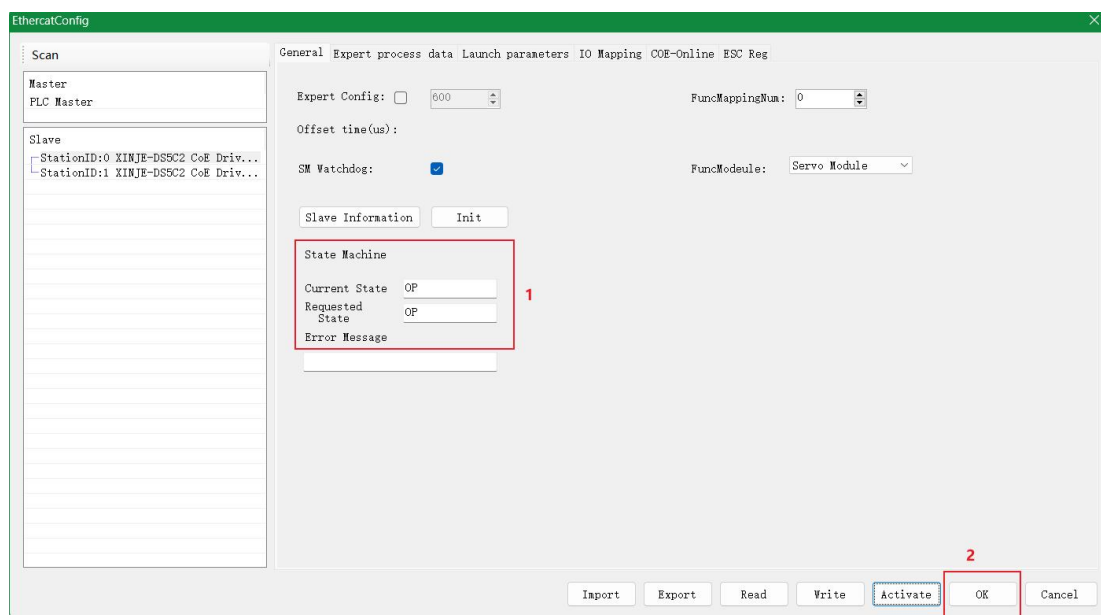 EthercatConfig
Scan
Master
PLC Master
Slave
StationID:0 XINJE-DS5C2 CoE Driv...
StationID:1 XINJE-DS5C2 CoE Driv...
General Expert process data Launch parameters IO Mapping COE-Online ESC Reg
Expert Config: 600 FuncMappingNum: 0
Offset time(us):
SM Watchdog: FuncModeule: Servo Module
Slave Information Init
State Machine
Current State OP
1
Requested State OP
Error Message
2
Import Export Read Write Activate OK Cancel